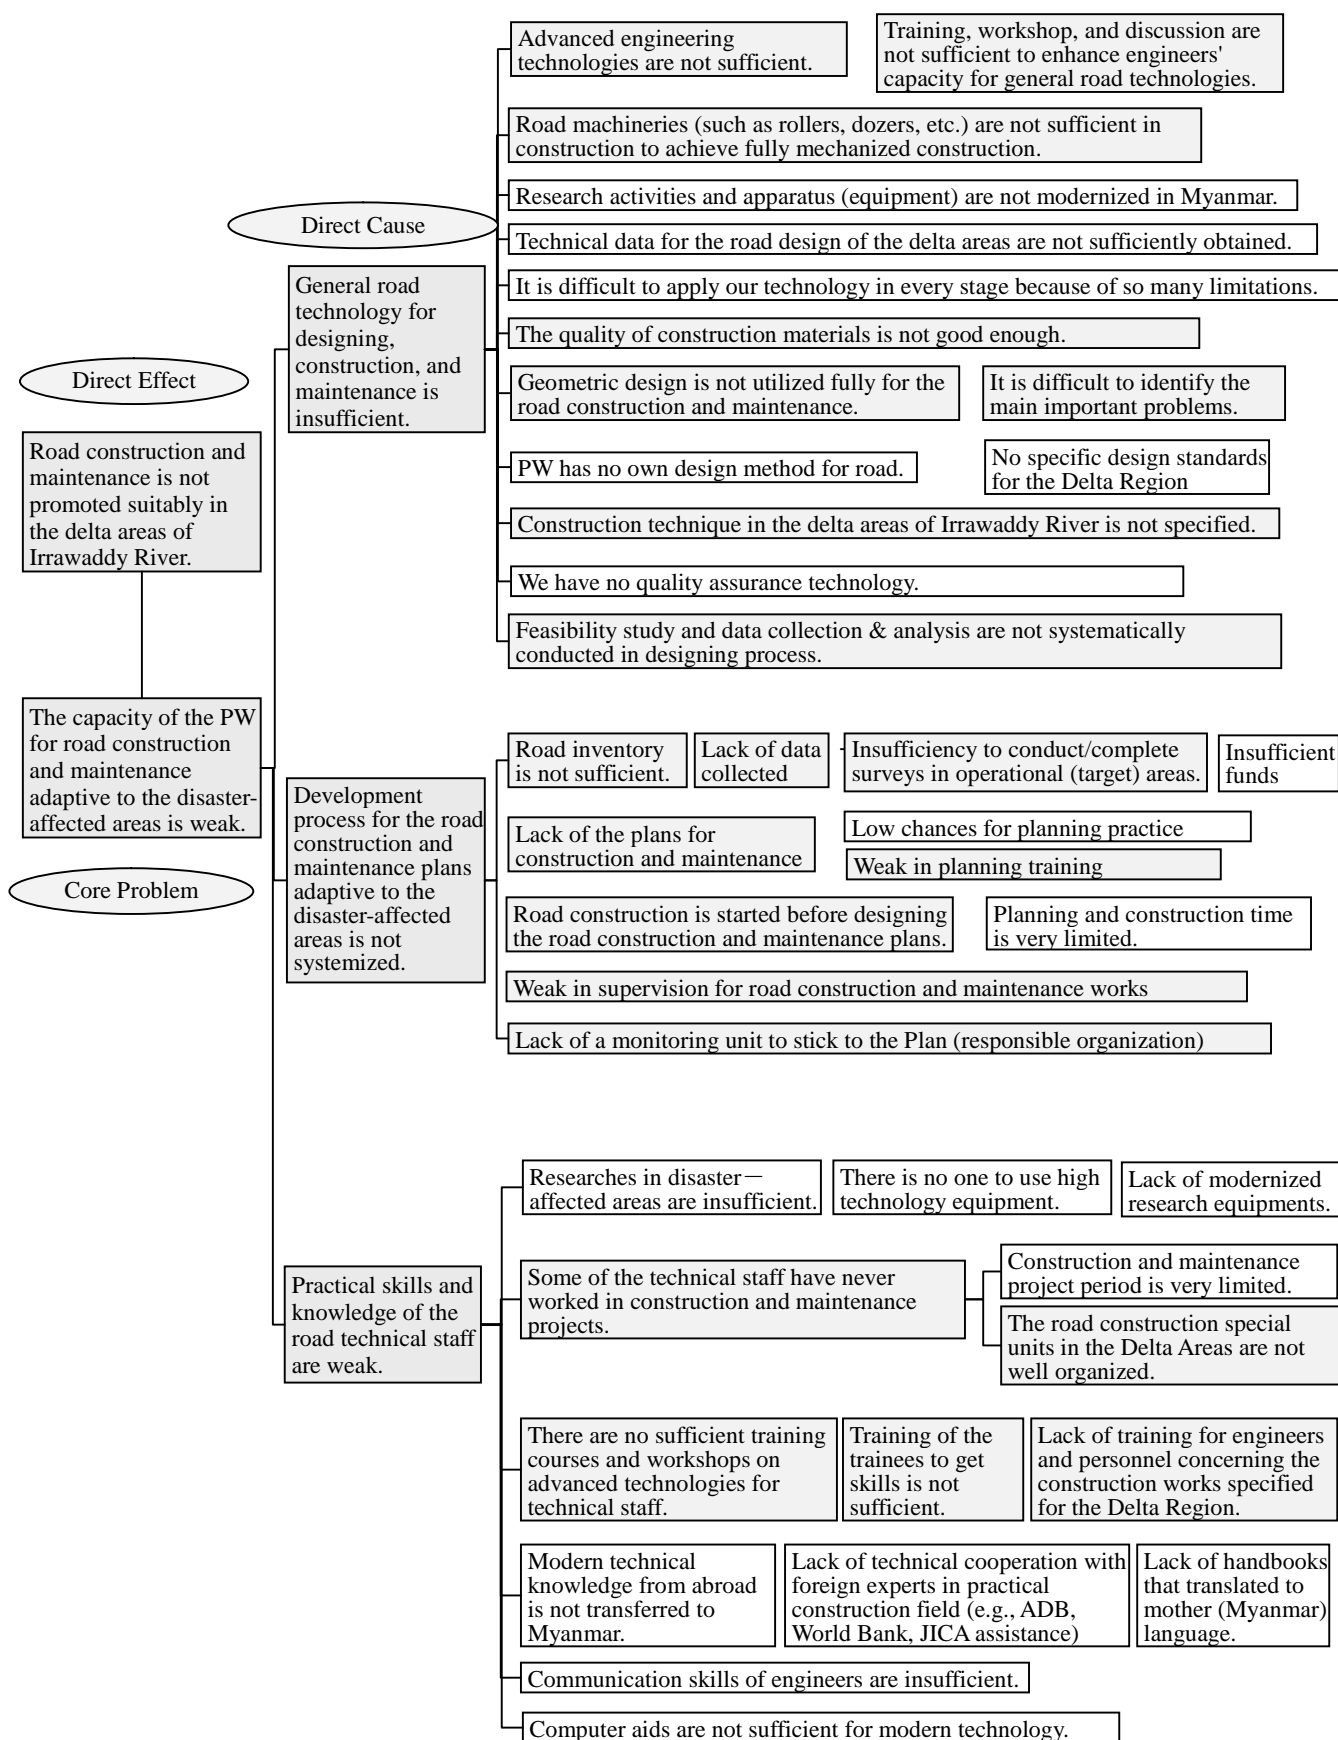 Advanced engineering
technologies are not sufficient.
Training, workshop, and discussion are
not sufficient to enhance engineers'
capacity for general road technologies.
Road machineries (such as rollers, dozers, etc.) are not sufficient in
construction to achieve fully mechanized construction.
Research activities and apparatus (equipment) are not modernized in Myanmar.
Direct Cause
Technical data for the road design of the delta areas are not sufficiently obtained.
General road
technology for
designing,
construction, and
maintenance is
insufficient.
It is difficult to apply our technology in every stage because of so many limitations.
The quality of construction materials is not good enough.
Direct Effect
Geometric design is not utilized fully for the
road construction and maintenance.
It is difficult to identify the
main important problems.
Road construction and
maintenance is not
promoted suitably in
the delta areas of
Irrawaddy River.
PW has no own design method for road.
No specific design standards
for the Delta Region
Construction technique in the delta areas of Irrawaddy River is not specified.
We have no quality assurance technology.
Feasibility study and data collection & analysis are not systematically
conducted in designing process.
The capacity of the PW
for road construction
and maintenance
adaptive to the disaster-
affected areas is weak.
Core Problem
Development
process for the road
construction and
maintenance plans
adaptive to the
disaster-affected
areas is not
systemized.
Road inventory
is not sufficient.
Lack of data
collected
Insufficiency to conduct/complete
surveys in operational (target) areas.
Insufficient
funds
Lack of the plans for
construction and maintenance
Low chances for planning practice
Weak in planning training
Road construction is started before designing
the road construction and maintenance plans.
Planning and construction time
is very limited.
Weak in supervision for road construction and maintenance works
Lack of a monitoring unit to stick to the Plan (responsible organization)
Practical skills and
knowledge of the
road technical staff
are weak.
Researches in disaster―
affected areas are insufficient.
There is no one to use high
technology equipment.
Lack of modernized
research equipments.
Some of the technical staff have never
worked in construction and maintenance
projects.
Construction and maintenance
project period is very limited.
The road construction special
units in the Delta Areas are not
well organized.
There are no sufficient training
courses and workshops on
advanced technologies for
technical staff.
Training of the
trainees to get
skills is not
sufficient.
Lack of training for engineers
and personnel concerning the
construction works specified
for the Delta Region.
Modern technical
knowledge from abroad
is not transferred to
Myanmar.
Lack of technical cooperation with
foreign experts in practical
construction field (e.g., ADB,
World Bank, JICA assistance)
Lack of handbooks
that translated to
mother (Myanmar)
language.
Communication skills of engineers are insufficient.
Computer aids are not sufficient for modern technology.